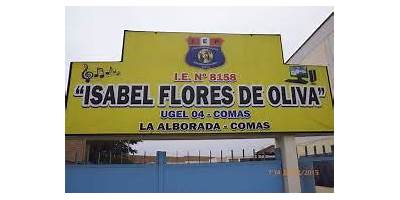 I.E. Nº 8158
"ISABEL FLORES DE OLIVA"
UGEL 04 - COMAS
LA ALBORADA - COMAS